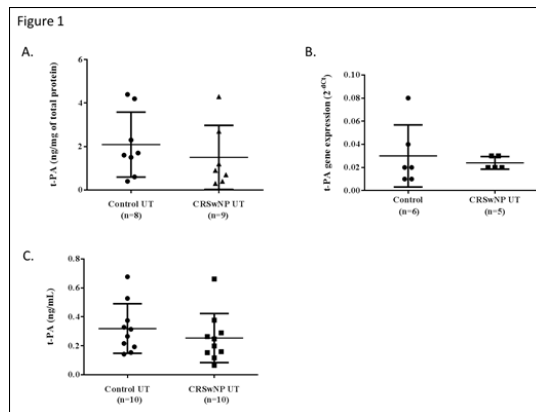 Figure 1
A.
t-PA (ng/mg of total protein)
6
4
2
0
Control UT
(n=8)
CRSwNP UT
(n=9)
B.
t-PA gene expression (2^-dCt)
0.10
0.08
0.06
0.04
0.02
0.00
Control
(n=6)
CRSwNP UT
(n=5)
C.
t-PA (ng/mL)
0.8
0.6
0.4
0.2
0.0
Control UT
(n=10)
CRSwNP UT
(n=10)